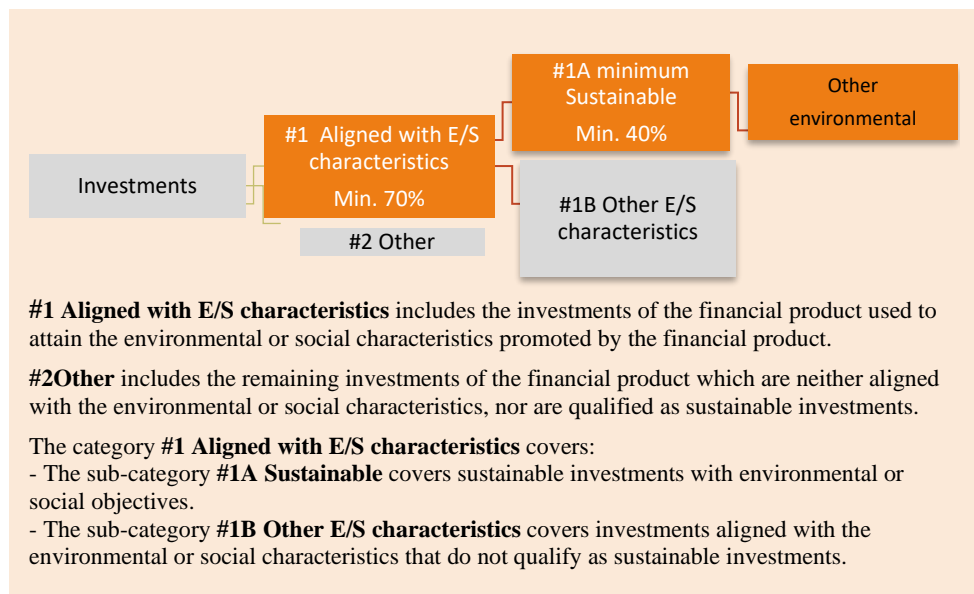 Investments
#1  Aligned with E/S
characteristics
Min. 70%
#2 Other
#1A minimum
Sustainable
Min. 40%
#1B Other E/S
characteristics
Other
environmental
#1 Aligned with E/S characteristics includes the investments of the financial product used to
attain the environmental or social characteristics promoted by the financial product.
#2Other includes the remaining investments of the financial product which are neither aligned
with the environmental or social characteristics, nor are qualified as sustainable investments.
The category #1 Aligned with E/S characteristics covers:
- The sub-category #1A Sustainable covers sustainable investments with environmental or
social objectives.
- The sub-category #1B Other E/S characteristics covers investments aligned with the
environmental or social characteristics that do not qualify as sustainable investments.